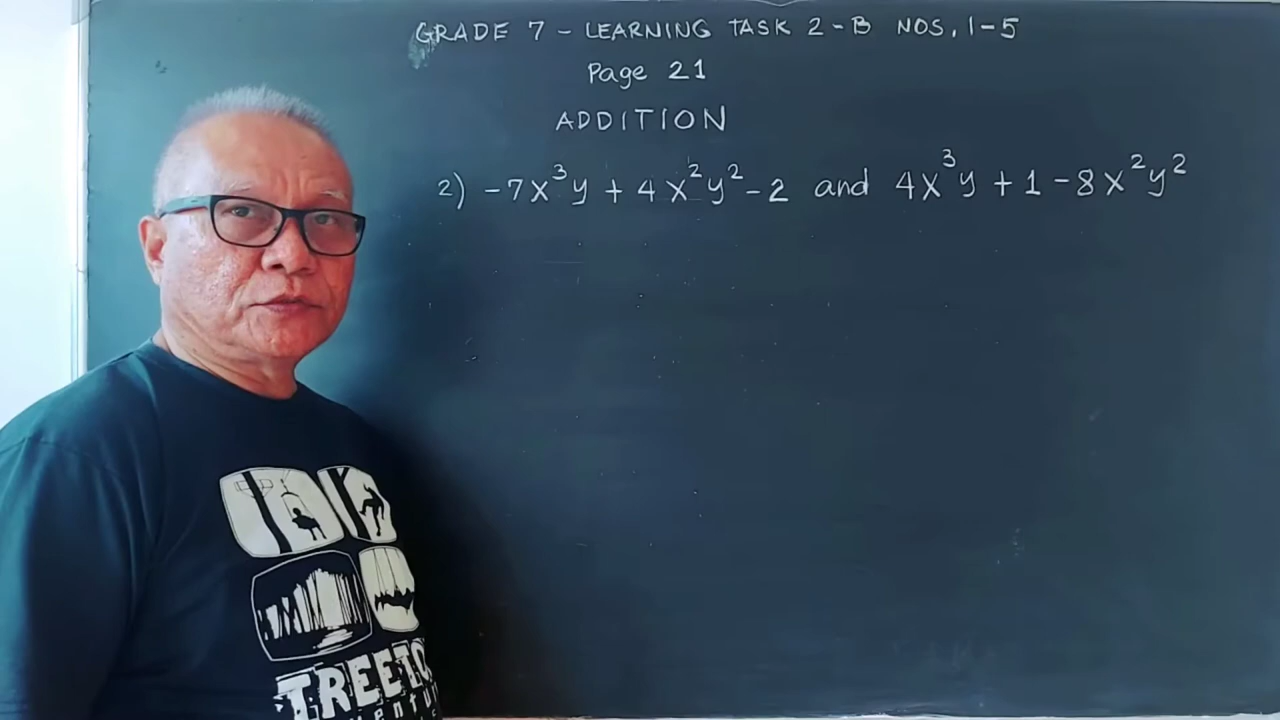 GRADE 7 - LEARNING TASK 2-B NOS. 1-5
Page 21
ADDITION
2) -7x³y + 4x²y² - 2 and 4x³y + 1 - 8x²y²